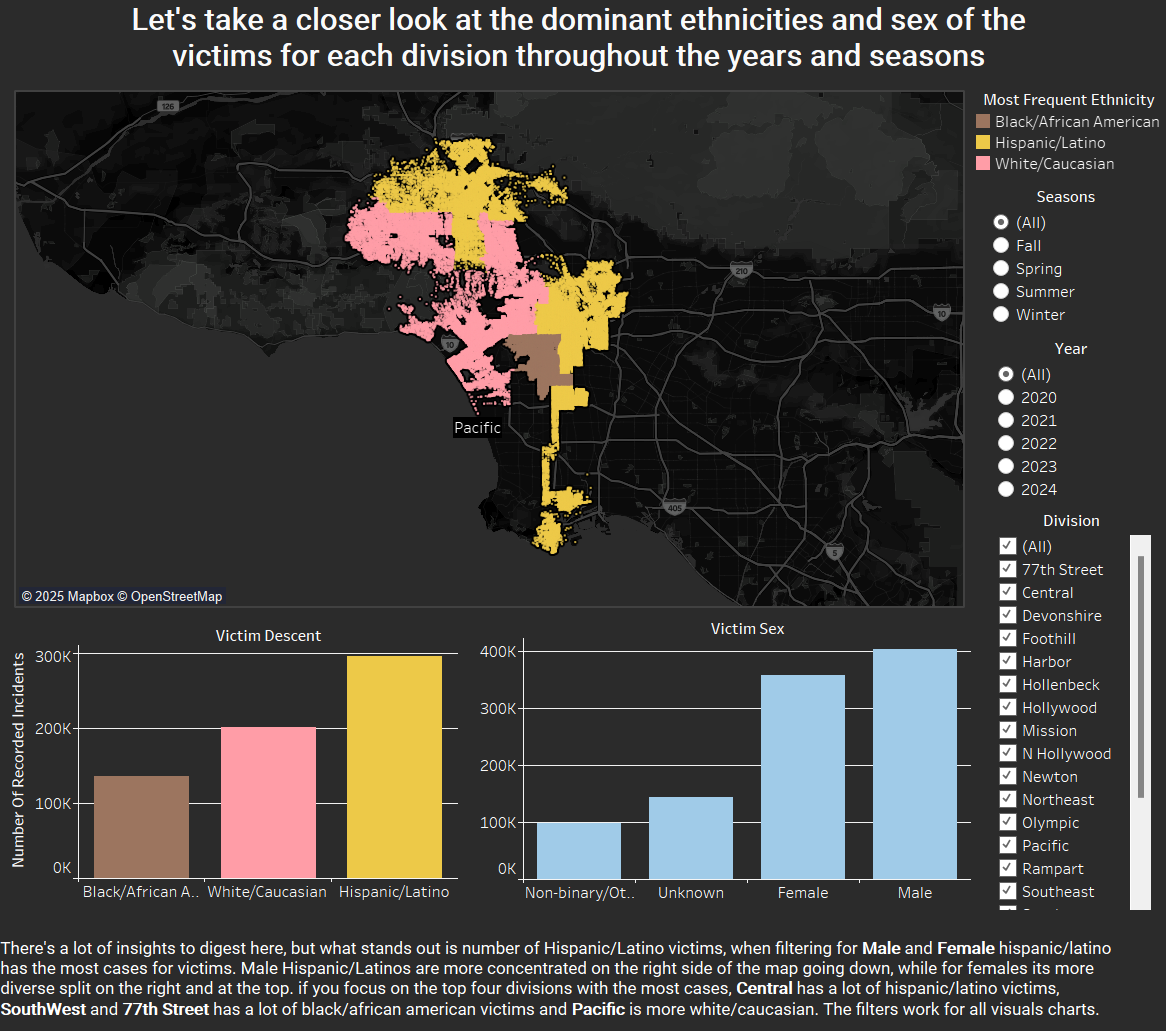 Let's take a closer look at the dominant ethnicities and sex of the
victims for each division throughout the years and seasons
Most Frequent Ethnicity
Black/African American
Hispanic/Latino
White/Caucasian
Seasons
(All)
Fall
Spring
Summer
Winter
Year
(All)
2020
2021
2022
2023
2024
Division
(All)
77th Street
Central
Devonshire
Foothill
Harbor
Hollenbeck
Hollywood
Mission
N Hollywood
Newton
Northeast
Olympic
Pacific
Rampart
Southeast
126
210
10
10
Pacific
405
5
© 2025 Mapbox © OpenStreetMap
Victim Descent
Number Of Recorded Incidents
300K
200K
100K
0K
Black/African A..
White/Caucasian
Hispanic/Latino
Victim Sex
400K
300K
200K
100K
0K
Non-binary/Ot..
Unknown
Female
Male
There's a lot of insights to digest here, but what stands out is number of Hispanic/Latino victims, when filtering for Male and Female hispanic/latino
has the most cases for victims. Male Hispanic/Latinos are more concentrated on the right side of the map going down, while for females its more
diverse split on the right and at the top. if you focus on the top four divisions with the most cases, Central has a lot of hispanic/latino victims,
SouthWest and 77th Street has a lot of black/african american victims and Pacific is more white/caucasian. The filters work for all visuals charts.